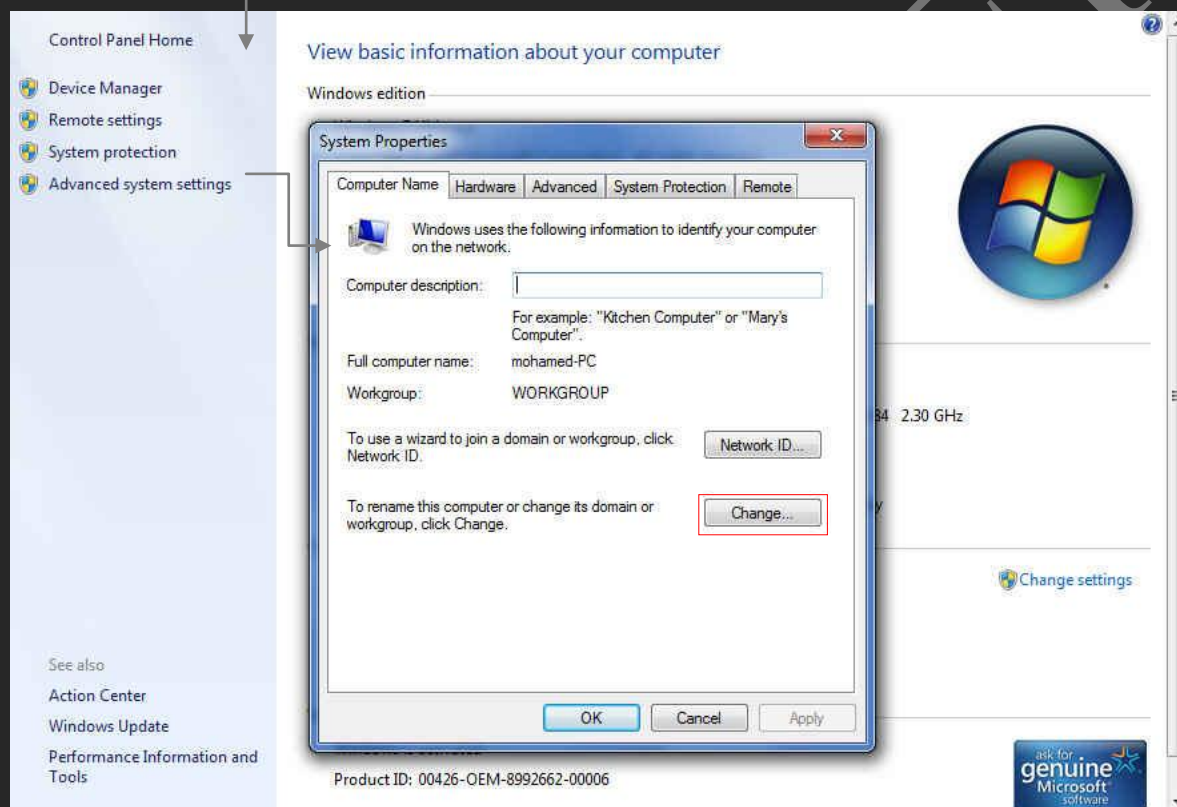 Control Panel Home
Device Manager
Remote settings
System protection
Advanced system settings
See also
Action Center
Windows Update
Performance Information and
Tools
View basic information about your computer
Windows edition
System Properties
Computer Name
Hardware
Advanced
System Protection
Remote
Windows uses the following information to identify your computer
on the network.
Computer description:
For example: "Kitchen Computer" or "Mary's
Computer".
Full computer name: mohamed-PC
Workgroup: WORKGROUP
To use a wizard to join a domain or workgroup, click
Network ID.
Network ID...
To rename this computer or change its domain or
workgroup, click Change.
Change...
OK
Cancel
Apply
2.30 GHz
Change settings
Product ID: 00426-OEM-8992662-00006
ask for
genuine
Microsoft
software